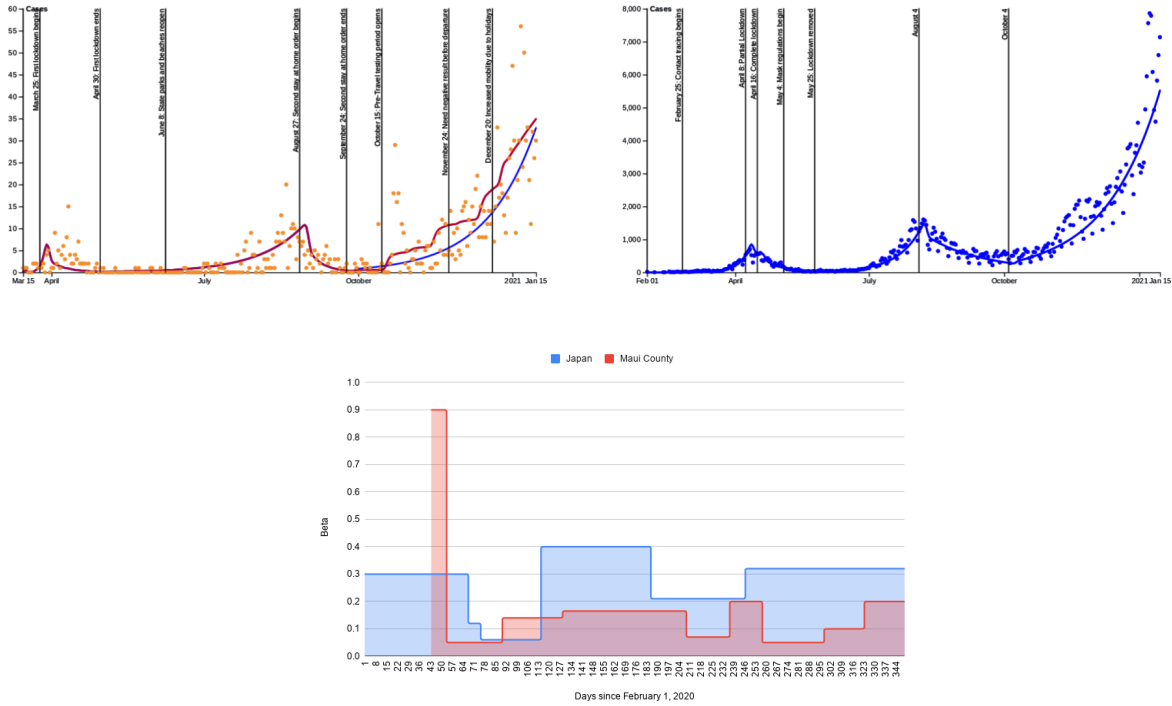 Cases
60
55
50
45
40
35
30
25
20
15
10
5
0
March 25: First lockdown begins
April 30: First lockdown ends
June 8: State parks and beaches reopen
August 27: Second stay at home order begins
September 24: Second stay at home order ends
October 15: Pre-Travel testing period opens
November 24: Need negative result before departure
December 20: Increased mobility due to holidays
Mar 15 April July October 2021 Jan 15
Cases
8,000
7,000
6,000
5,000
4,000
3,000
2,000
1,000
0
February 25: Contact tracing begins
April 8: Partial Lockdown
April 16: Complete lockdown
May 4: Mask regulations begin
May 25: Lockdown removed
August 4
October 4
Feb 01 April July October 2021 Jan 15
Japan Maui County
1.0
0.9
0.8
0.7
0.6
0.5
0.4
0.3
0.2
0.1
0.0
Beta
1 8 15 22 29 36 43 50 57 64 71 78 85 92 99 106 113 120 127 134 141 148 155 162 169 176 183 190 197 204 211 218 225 232 239 246 253 260 267 274 281 288 295 302 309 316 323 330 337 344
Days since February 1, 2020